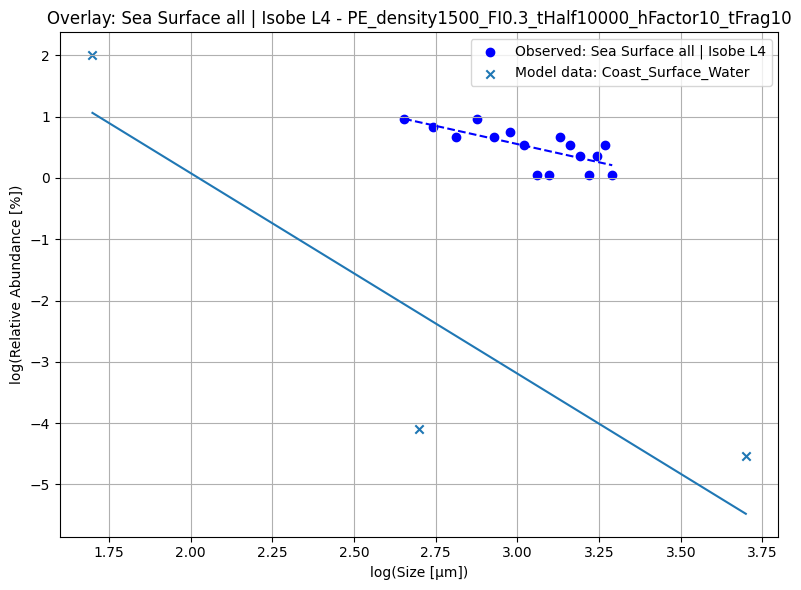 Overlay: Sea Surface all | Isobe L4 - PE_density1500_FI0.3_tHalf10000_hFactor10_tFrag10
Observed: Sea Surface all | Isobe L4
Model data: Coast_Surface_Water
log(Relative Abundance [%])
2
1
0
−1
−2
−3
−4
−5
1.75 2.00 2.25 2.50 2.75 3.00 3.25 3.50 3.75
log(Size [μm])